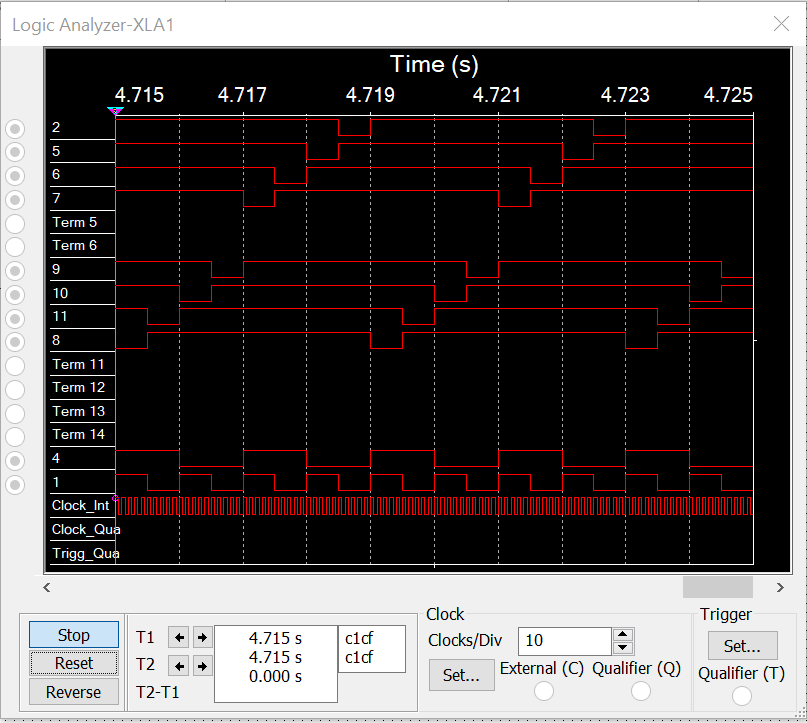 Logic Analyzer-XLA1
Time (s)
4.715 4.717 4.719 4.721 4.723 4.725
2
5
6
7
Term 5
Term 6
9
10
11
8
Term 11
Term 12
Term 13
Term 14
4
1
Clock_Int
Clock_Qua
Trigg_Qua
Stop
Reset
Reverse
T1
T2
T2-T1
4.715 s
4.715 s
0.000 s
c1cf
c1cf
Clock
Clocks/Div 10
Set... External (C) Qualifier (Q)
Trigger
Set...
Qualifier (T)